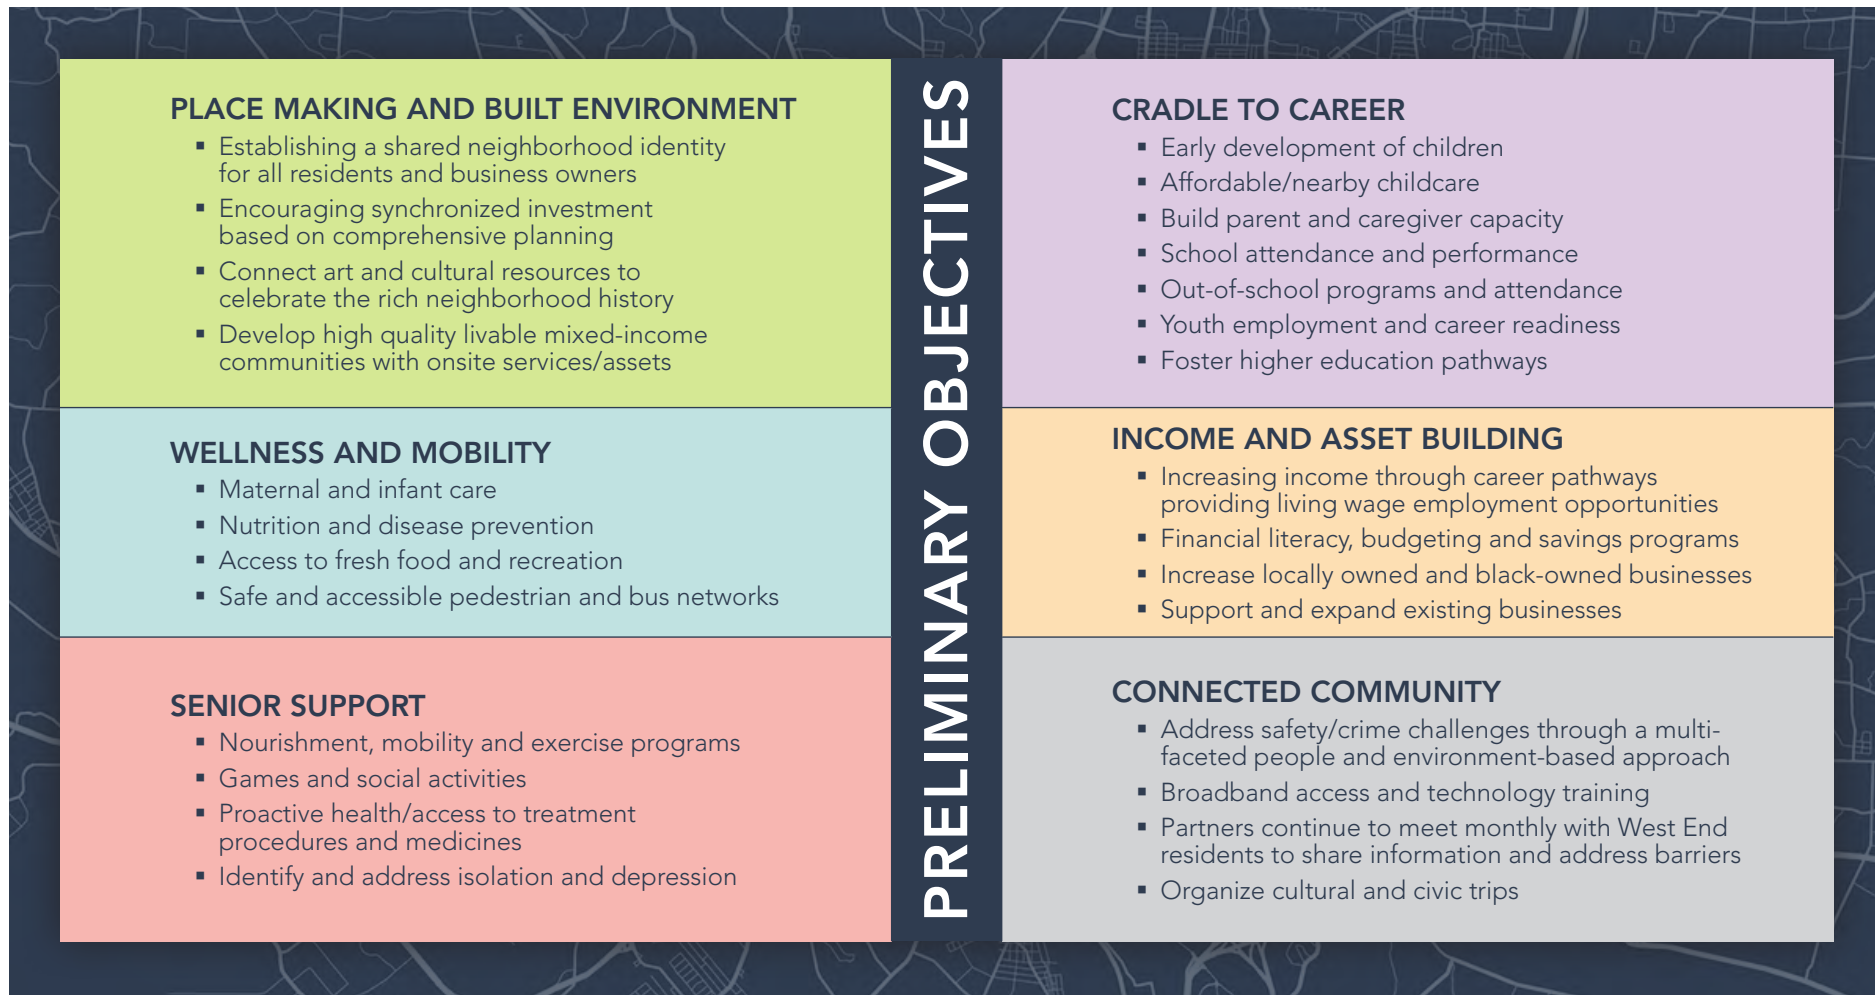 PLACE MAKING AND BUILT ENVIRONMENT
▪ Establishing a shared neighborhood identity
for all residents and business owners
▪ Encouraging synchronized investment
based on comprehensive planning
▪ Connect art and cultural resources to
celebrate the rich neighborhood history
▪ Develop high quality livable mixed-income
communities with onsite services/assets
WELLNESS AND MOBILITY
▪ Maternal and infant care
▪ Nutrition and disease prevention
▪ Access to fresh food and recreation
▪ Safe and accessible pedestrian and bus networks
SENIOR SUPPORT
▪ Nourishment, mobility and exercise programs
▪ Games and social activities
▪ Proactive health/access to treatment
procedures and medicines
▪ Identify and address isolation and depression
PRELIMINARY OBJECTIVES
CRADLE TO CAREER
▪ Early development of children
▪ Affordable/nearby childcare
▪ Build parent and caregiver capacity
▪ School attendance and performance
▪ Out-of-school programs and attendance
▪ Youth employment and career readiness
▪ Foster higher education pathways
INCOME AND ASSET BUILDING
▪ Increasing income through career pathways
providing living wage employment opportunities
▪ Financial literacy, budgeting and savings programs
▪ Increase locally owned and black-owned businesses
▪ Support and expand existing businesses
CONNECTED COMMUNITY
▪ Address safety/crime challenges through a multi-
faceted people and environment-based approach
▪ Broadband access and technology training
▪ Partners continue to meet monthly with West End
residents to share information and address barriers
▪ Organize cultural and civic trips